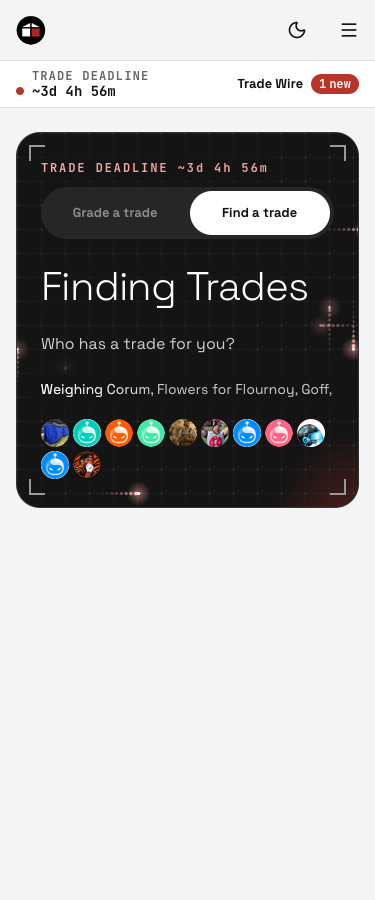 TRADE DEADLINE
~3d 4h 56m
Trade Wire
1 new
TRADE DEADLINE ~3d 4h 56m
Grade a trade
Find a trade
Finding Trades
Who has a trade for you?
Weighing Corum, Flowers for Flournoy, Goff,